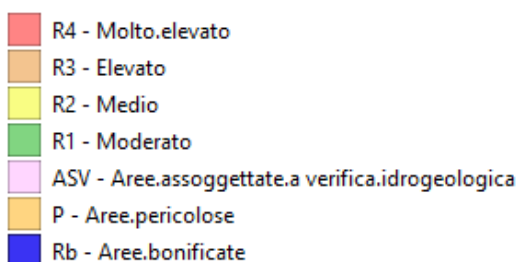 R4 - Molto.elevato
R3 - Elevato
R2 - Medio
R1 - Moderato
ASV - Aree.assoggettate.a verifica.idrogeologica
P - Aree.pericolose
Rb - Aree.bonificate